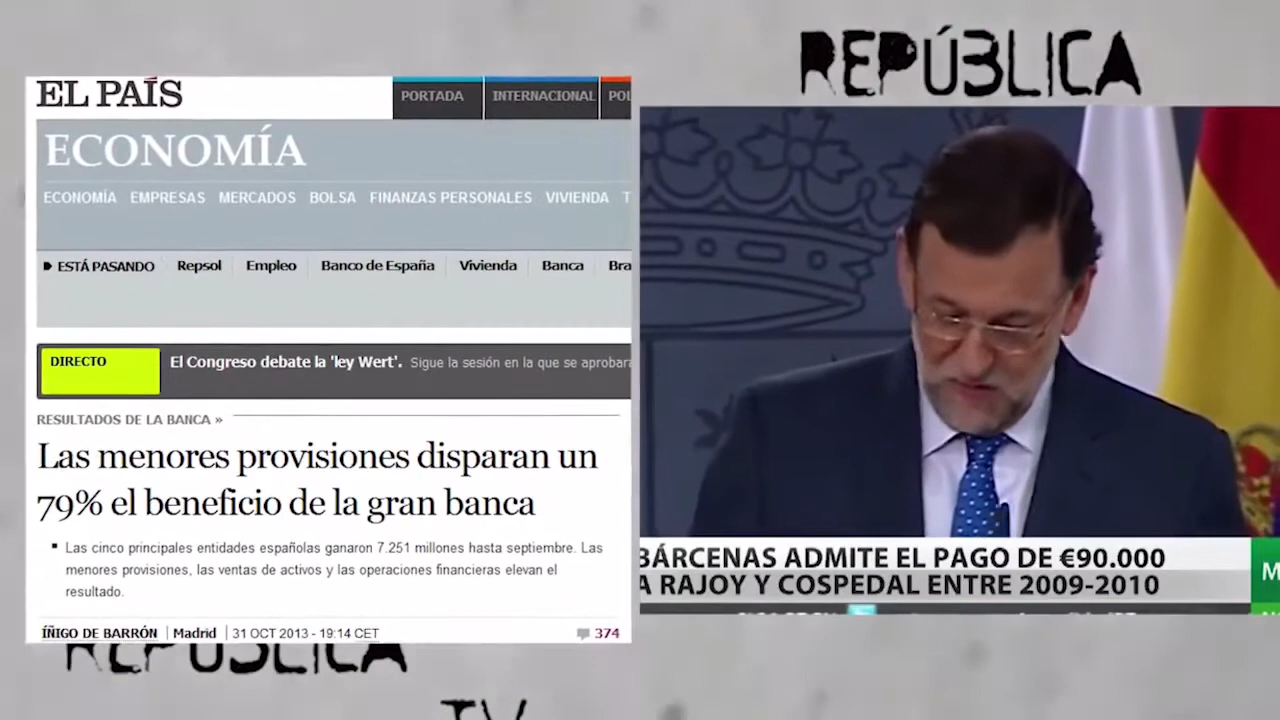 REPÚBLICA
EL PAÍS
PORTADA INTERNACIONAL POL
ECONOMÍA
ECONOMÍA EMPRESAS MERCADOS BOLSA FINANZAS PERSONALES VIVIENDA T
ESTÁ PASANDO Repsol Empleo Banco de España Vivienda Banca Bra
DIRECTO El Congreso debate la 'ley Wert'. Sigue la sesión en la que se aprobara
RESULTADOS DE LA BANCA »
Las menores provisiones disparan un
79% el beneficio de la gran banca
Las cinco principales entidades españolas ganaron 7.251 millones hasta septiembre. Las
menores provisiones, las ventas de activos y las operaciones financieras elevan el
resultado.
ÍÑIGO DE BARRÓN Madrid 31 OCT 2013 - 19:14 CET 374
BÁRCENAS ADMITE EL PAGO DE €90.000
A RAJOY Y COSPEDAL ENTRE 2009-2010
M
REPÚBLICA
TV